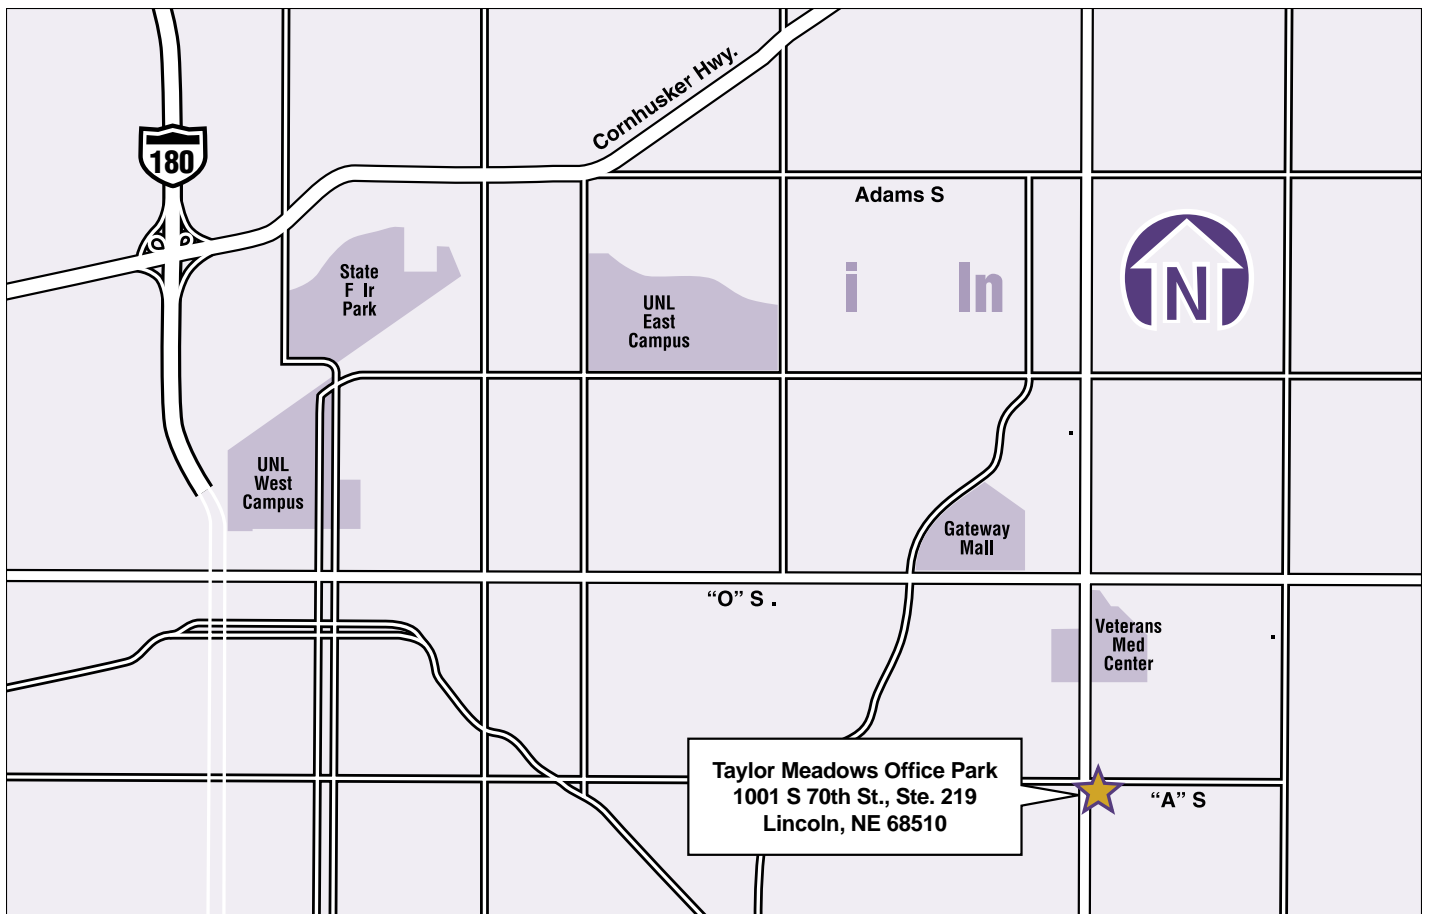 Cornhusker Hwy.
180
Adams S
State
F Ir
Park
UNL
East
Campus
i ln
N
UNL
West
Campus
Gateway
Mall
“O” S .
Veterans
Med
Center
Taylor Meadows Office Park
1001 S 70th St., Ste. 219
Lincoln, NE 68510
“A” S